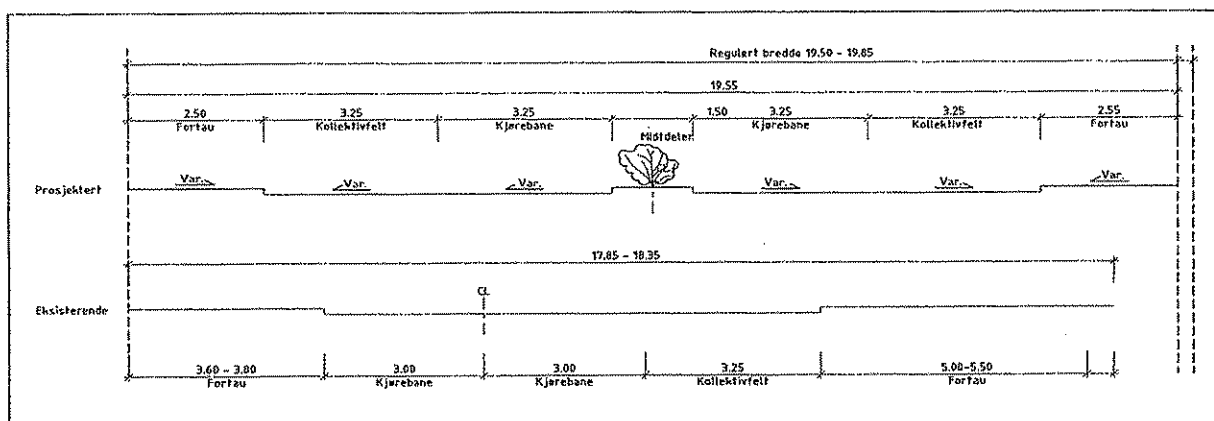 Regulert bredde 19.50 - 19.85
19.55
2.50 3.25 3.25 1.50 3.25 3.25 2.55
Fortau Kollektivfelt Kjørebane Midtdeler Kjørebane Kollektivfelt Fortau
Prosjektert Var. Var. Var. Var. Var. Var.
17.85 - 18.35
CL
Eksisterende
3.60 - 3.80 3.00 3.00 3.25 5.00-5.50
Fortau Kjørebane Kjørebane Kollektivfelt Fortau